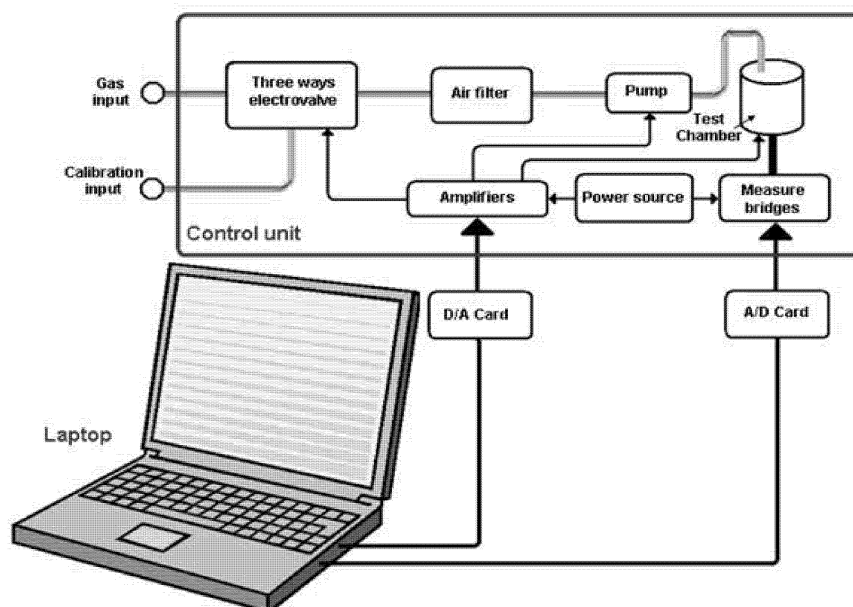 Gas
input
Three ways
electrovalve
Air filter
Pump
Test
Chamber
Calibration
input
Amplifiers
Power source
Measure
bridges
Control unit
D/A Card
A/D Card
Laptop